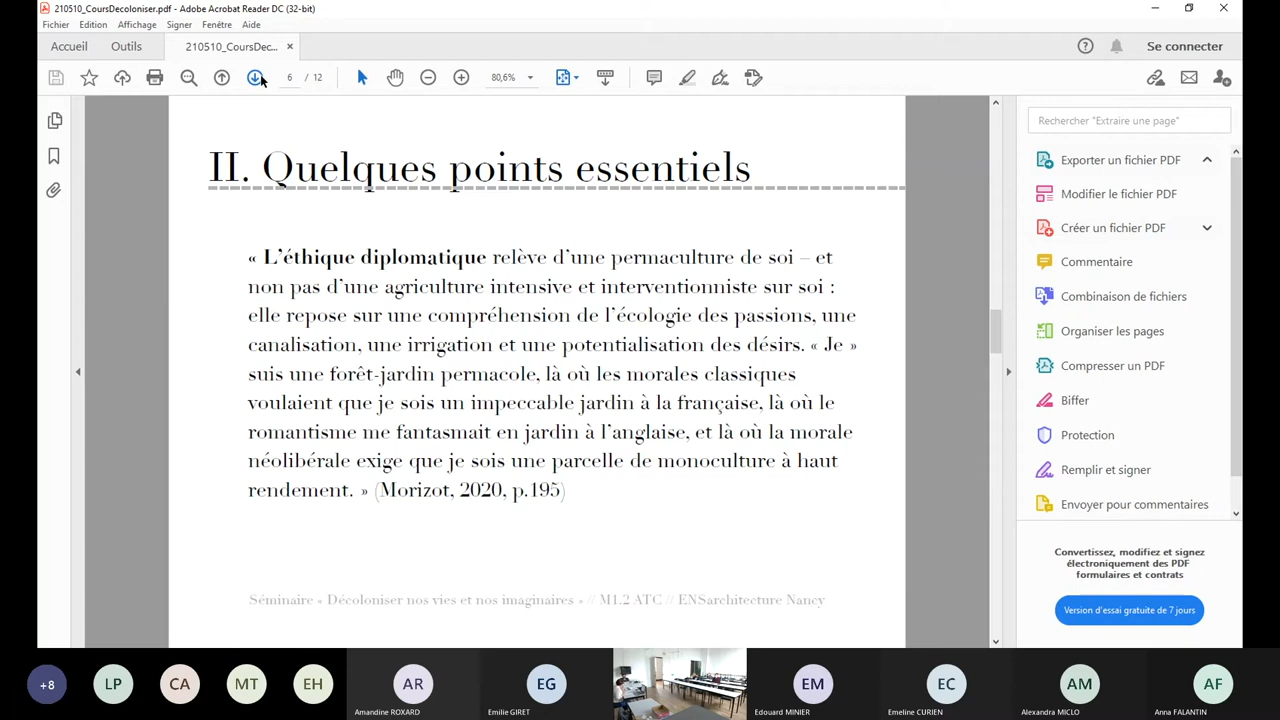 210510_CoursDecoloniser.pdf - Adobe Acrobat Reader DC (32-bit)
Fichier Edition Affichage Signer Fenêtre Aide
Accueil Outils 210510_CoursDec... × Se connecter
6 / 12 80,6%
II. Quelques points essentiels
« L'éthique diplomatique relève d'une permaculture de soi – et
non pas d'une agriculture intensive et interventionniste sur soi :
elle repose sur une compréhension de l'écologie des passions, une
canalisation, une irrigation et une potentialisation des désirs. « Je »
suis une forêt-jardin permacole, là où les morales classiques
voulaient que je sois un impeccable jardin à la française, là où le
romantisme me fantasmait en jardin à l'anglaise, et là où la morale
néolibérale exige que je sois une parcelle de monoculture à haut
rendement. » (Morizot, 2020, p.195)
Séminaire « Décoloniser nos vies et nos imaginaires » // M1.2 ATC // ENSarchitecture Nancy
Rechercher "Extraire une page"
Exporter un fichier PDF
Modifier le fichier PDF
Créer un fichier PDF
Commentaire
Combinaison de fichiers
Organiser les pages
Compresser un PDF
Biffer
Protection
Remplir et signer
Envoyer pour commentaires
Convertissez, modifiez et signez
électroniquement des PDF
formulaires et contrats
Version d'essai gratuite de 7 jours
+8 LP CA MT EH AR EG EM EC AM AF
Amandine ROXARD Emilie GIRET Edouard MINIER Emeline CURIEN Alexandra MICLO Anna FALANTIN